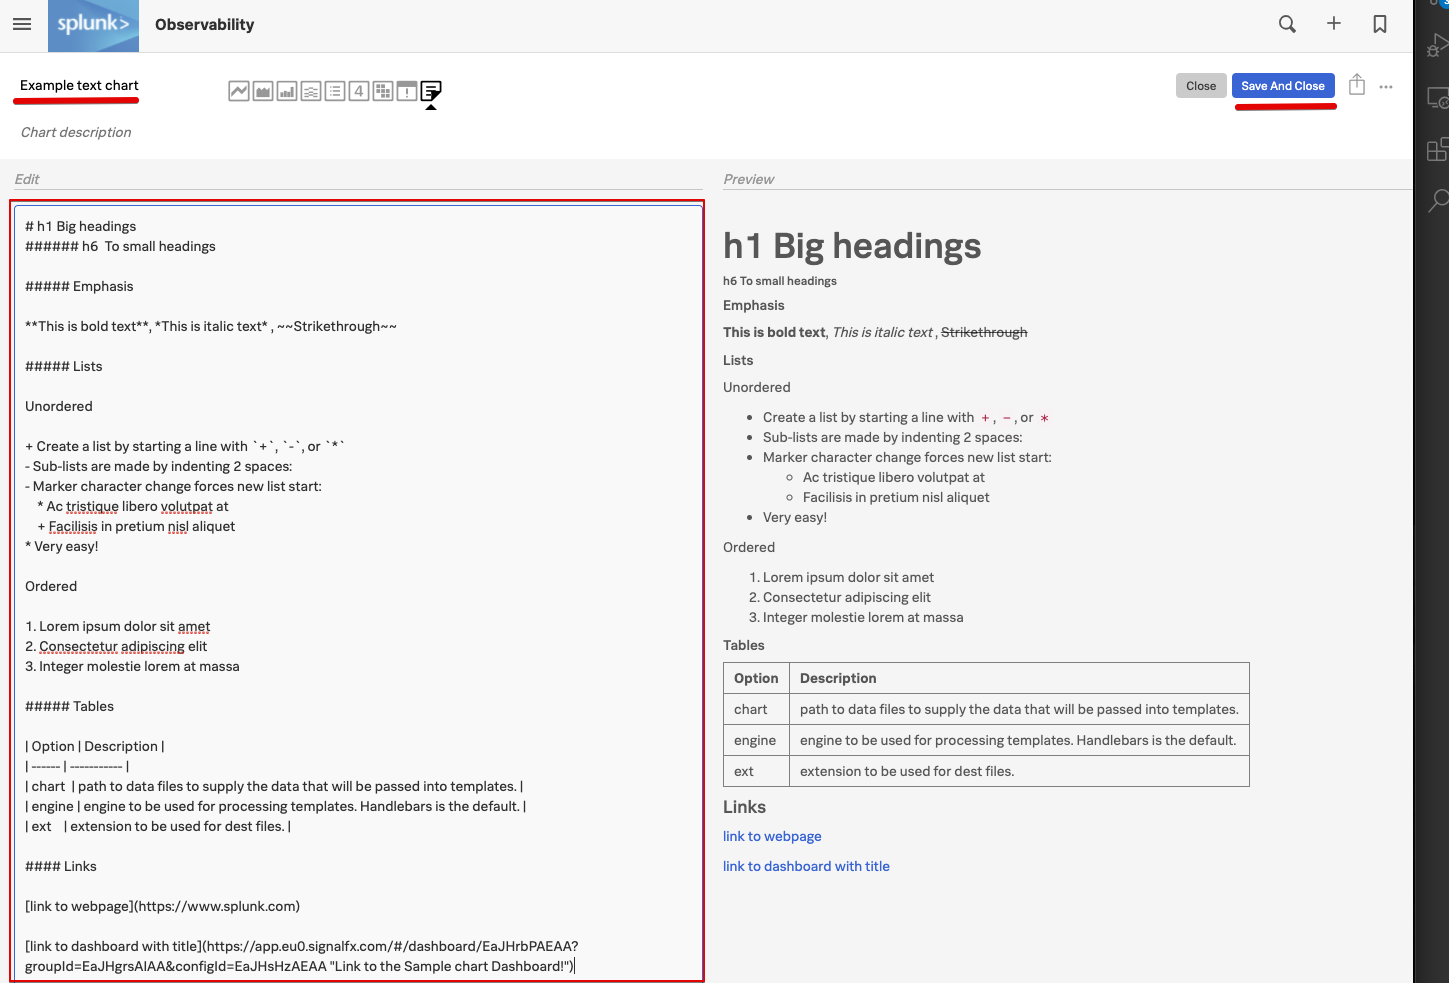 splunk>
Observability
Example text chart
4
Close
Save And Close
Chart description
Edit
Preview
# h1 Big headings
###### h6  To small headings
##### Emphasis
**This is bold text**, *This is italic text* , ~~Strikethrough~~
##### Lists
Unordered
+ Create a list by starting a line with `+`, `-`, or `*`
- Sub-lists are made by indenting 2 spaces:
- Marker character change forces new list start:
* Ac tristique libero volutpat at
+ Facilisis in pretium nisl aliquet
* Very easy!
Ordered
1. Lorem ipsum dolor sit amet
2. Consectetur adipiscing elit
3. Integer molestie lorem at massa
##### Tables
| Option | Description |
| ------ | ----------- |
| chart  | path to data files to supply the data that will be passed into templates. |
| engine | engine to be used for processing templates. Handlebars is the default. |
| ext    | extension to be used for dest files. |
#### Links
[link to webpage](https://www.splunk.com)
[link to dashboard with title](https://app.eu0.signalfx.com/#/dashboard/EaJHrbPAEAA?
groupId=EaJHgrsAIAA&configId=EaJHsHzAEAA "Link to the Sample chart Dashboard!")
h1 Big headings
h6 To small headings
Emphasis
This is bold text, This is italic text , Strikethrough
Lists
Unordered
Create a list by starting a line with +, -, or *
Sub-lists are made by indenting 2 spaces:
Marker character change forces new list start:
Ac tristique libero volutpat at
Facilisis in pretium nisl aliquet
Very easy!
Ordered
1. Lorem ipsum dolor sit amet
2. Consectetur adipiscing elit
3. Integer molestie lorem at massa
Tables
Option Description
chart path to data files to supply the data that will be passed into templates.
engine engine to be used for processing templates. Handlebars is the default.
ext extension to be used for dest files.
Links
link to webpage
link to dashboard with title